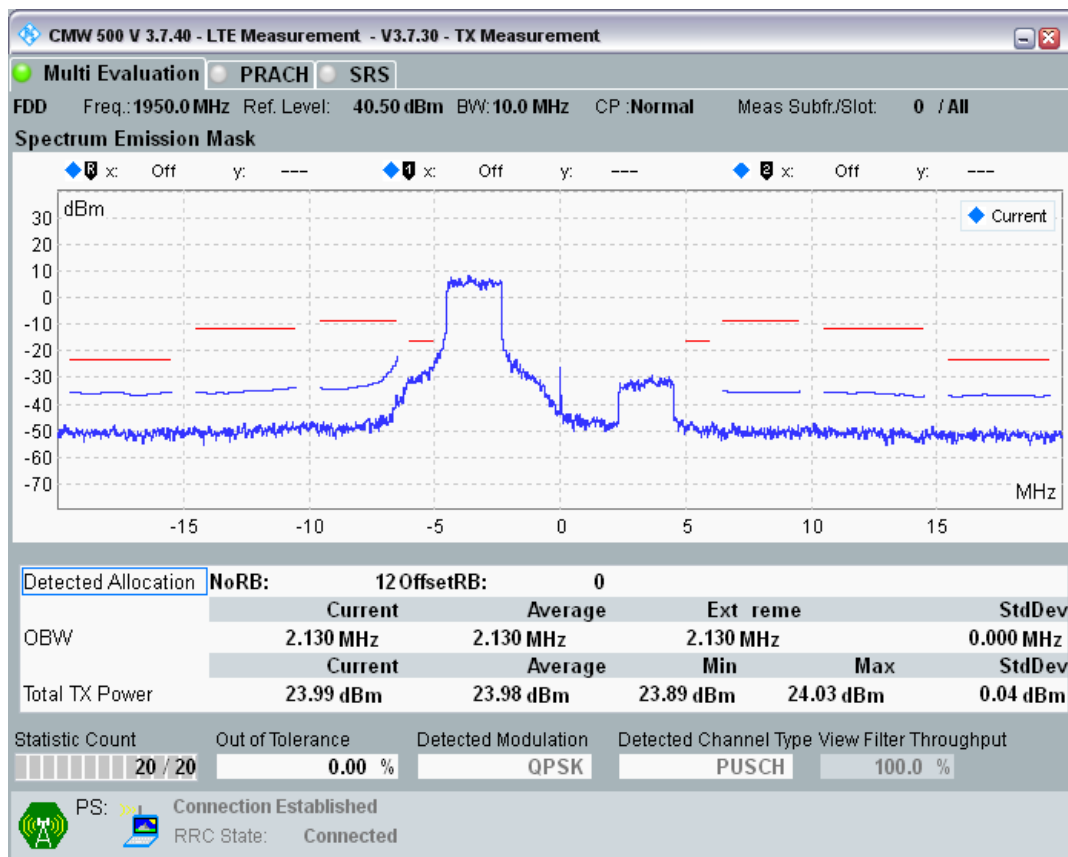 CMW 500 V 3.7.40 - LTE Measurement - V3.7.30 - TX Measurement
Multi Evaluation PRACH SRS
FDD Freq.: 1950.0 MHz Ref. Level: 40.50 dBm BW: 10.0 MHz CP : Normal Meas Subfr./Slot: 0 / All
Spectrum Emission Mask
R x: Off y: --- 1 x: Off y: --- 2 x: Off y: ---
dBm
Current
30
20
10
0
-10
-20
-30
-40
-50
-60
-70
MHz
-15 -10 -5 0 5 10 15
Detected Allocation NoRB: 12 OffsetRB: 0
Current Average Ext reme StdDev
OBW 2.130 MHz 2.130 MHz 2.130 MHz 0.000 MHz
Current Average Min Max StdDev
Total TX Power 23.99 dBm 23.98 dBm 23.89 dBm 24.03 dBm 0.04 dBm
Statistic Count Out of Tolerance Detected Modulation Detected Channel Type View Filter Throughput
20 / 20 0.00 % QPSK PUSCH 100.0 %
PS: Connection Established
RRC State: Connected